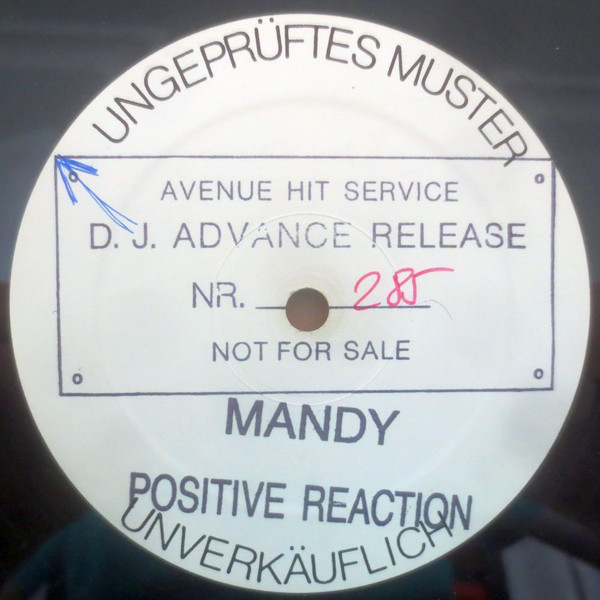 UNGEPRÜFTES MUSTER
AVENUE HIT SERVICE
D. J. ADVANCE RELEASE
NR. 285
NOT FOR SALE
MANDY
POSITIVE REACTION
UNVERKÄUFLICH